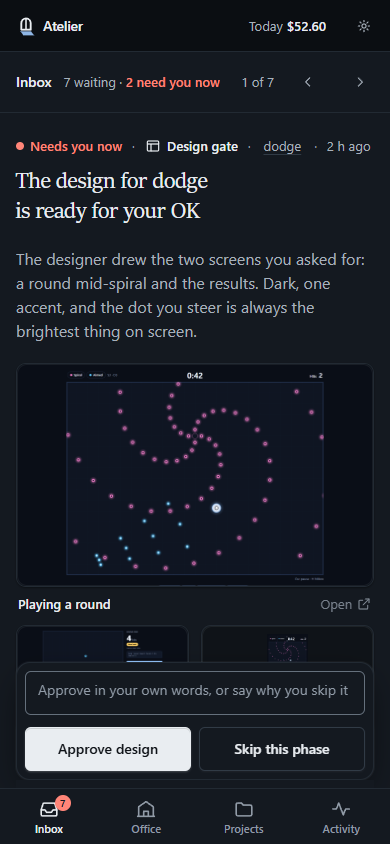 Atelier
Today $52.60
Inbox 7 waiting · 2 need you now 1 of 7
Needs you now · Design gate · dodge · 2 h ago
The design for dodge
is ready for your OK
The designer drew the two screens you asked for:
a round mid-spiral and the results. Dark, one
accent, and the dot you steer is always the
brightest thing on screen.
0:42
Playing a round
Open
Approve in your own words, or say why you skip it
Approve design
Skip this phase
7
Inbox
Office
Projects
Activity